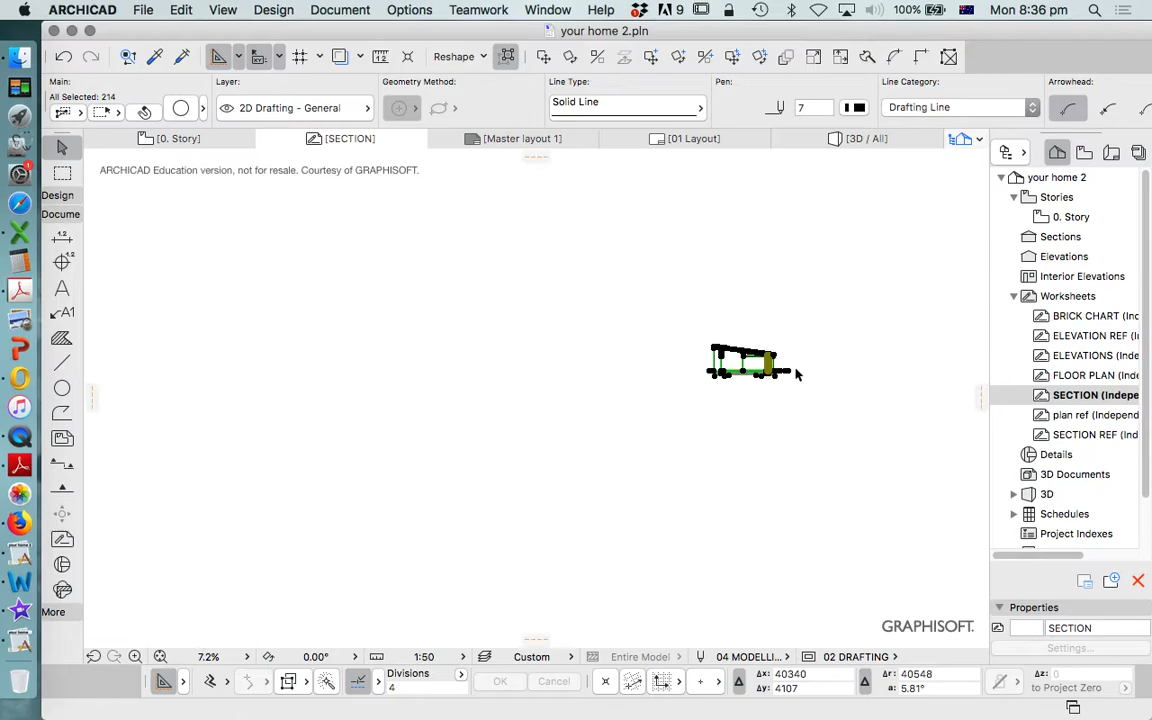 ARCHICAD File Edit View Design Document Options Teamwork Window Help 9 100% Mon 8:36 pm
your home 2.pln
Reshape
Main: Layer: Geometry Method: Line Type: Pen: Line Category: Arrowhead:
All Selected: 214
2D Drafting - General
Solid Line
7
Drafting Line
[0. Story] [SECTION] [Master layout 1] [01 Layout] [3D / All]
ARCHICAD Education version, not for resale. Courtesy of GRAPHISOFT.
Design
Docume
More
your home 2
Stories
0. Story
Sections
Elevations
Interior Elevations
Worksheets
BRICK CHART (Inc
ELEVATION REF (I
ELEVATIONS (Inde
FLOOR PLAN (Inde
SECTION (Indepe
plan ref (Independ
SECTION REF (Ind
Details
3D Documents
3D
Schedules
Project Indexes
Properties
SECTION
Settings...
GRAPHISOFT.
7.2% 0.00° 1:50 Custom Entire Model 04 MODELLI... 02 DRAFTING
Divisions
4
OK Cancel
Δx: 40340
Δy: 4107
Δr: 40548
a: 5.81°
Δz: 0
to Project Zero